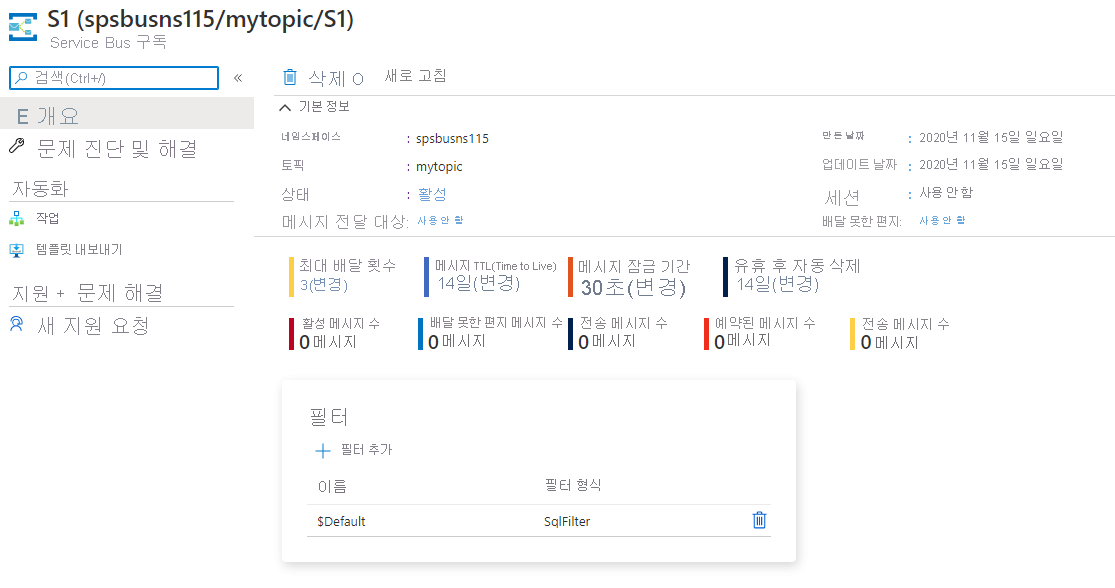 S1 (spsbusns115/mytopic/S1)
Service Bus 구독
검색(Ctrl+/)
«
삭제 O 새로 고침
기본 정보
E 개요
문제 진단 및 해결
자동화
작업
템플릿 내보내기
지원 + 문제 해결
새 지원 요청
네임스페이스 : spsbusns115
만든 날짜 : 2020년 11월 15일 일요일
토픽 : mytopic
업데이트 날짜 : 2020년 11월 15일 일요일
상태 : 활성
세션 : 사용 안 함
메시지 전달 대상: 사용 안 함
배달 못한 편지: 사용 안 함
최대 배달 횟수
3(변경)
메시지 TTL(Time to Live)
14일(변경)
메시지 잠금 기간
30초(변경)
유휴 후 자동 삭제
14일(변경)
활성 메시지 수
0 메시지
배달 못한 편지 메시지 수
0 메시지
전송 메시지 수
0 메시지
예약된 메시지 수
0 메시지
전송 메시지 수
0 메시지
필터
필터 추가
이름 필터 형식
$Default SqlFilter